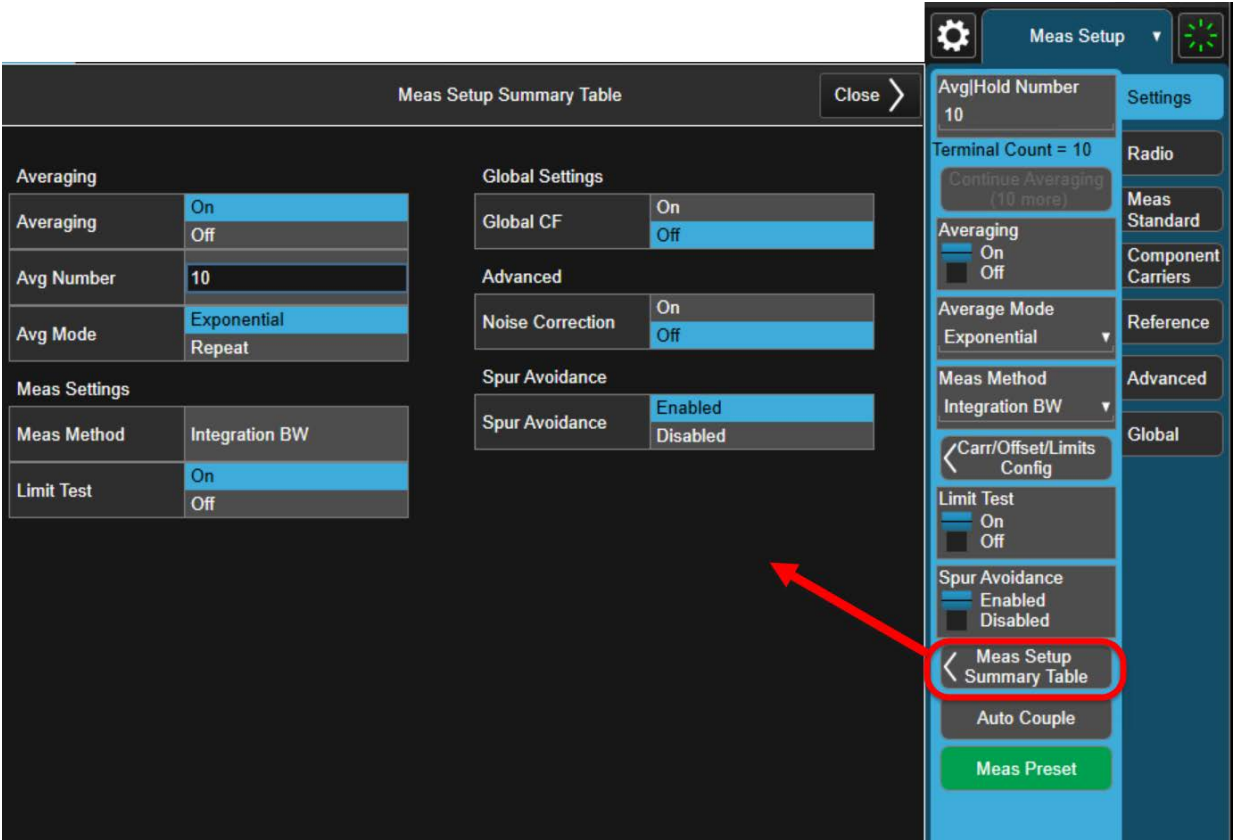 Meas Setup
Meas Setup Summary Table
Close
Averaging
Averaging
On
Off
Avg Number
10
Avg Mode
Exponential
Repeat
Meas Settings
Meas Method
Integration BW
Limit Test
On
Off
Global Settings
Global CF
On
Off
Advanced
Noise Correction
On
Off
Spur Avoidance
Spur Avoidance
Enabled
Disabled
Avg|Hold Number
10
Terminal Count = 10
Continue Averaging
(10 more)
Averaging
On
Off
Average Mode
Exponential
Meas Method
Integration BW
Carr/Offset/Limits
Config
Limit Test
On
Off
Spur Avoidance
Enabled
Disabled
Meas Setup
Summary Table
Auto Couple
Meas Preset
Settings
Radio
Meas
Standard
Component
Carriers
Reference
Advanced
Global